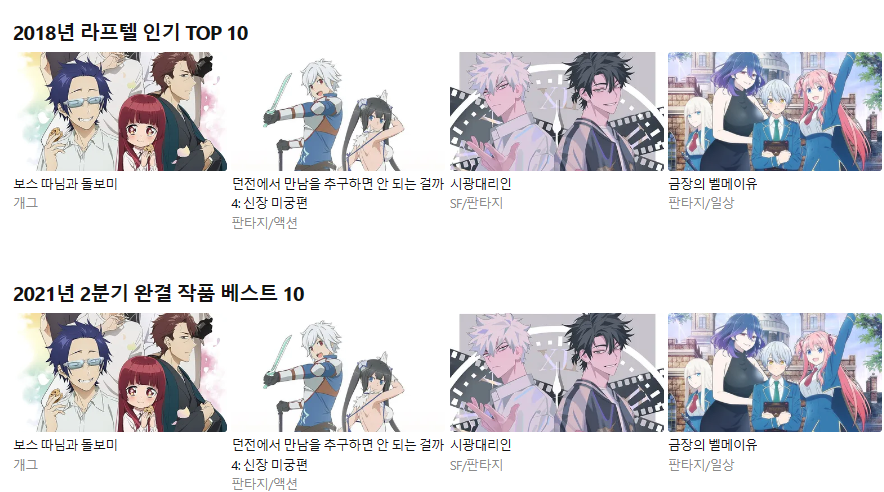 2018년 라프텔 인기 TOP 10
보스 따님과 돌보미
개그
던전에서 만남을 추구하면 안 되는 걸까
4: 신장 미궁편
판타지/액션
시광대리인
SF/판타지
금장의 벨메이유
판타지/일상
2021년 2분기 완결 작품 베스트 10
보스 따님과 돌보미
개그
던전에서 만남을 추구하면 안 되는 걸까
4: 신장 미궁편
판타지/액션
시광대리인
SF/판타지
금장의 벨메이유
판타지/일상